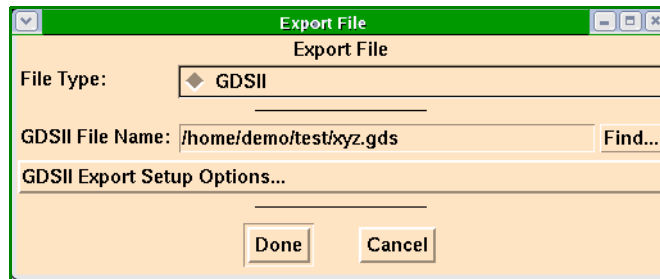 Export File
Export File
File Type:
GDSII
GDSII File Name: /home/demo/test/xyz.gds Find...
GDSII Export Setup Options...
Done Cancel